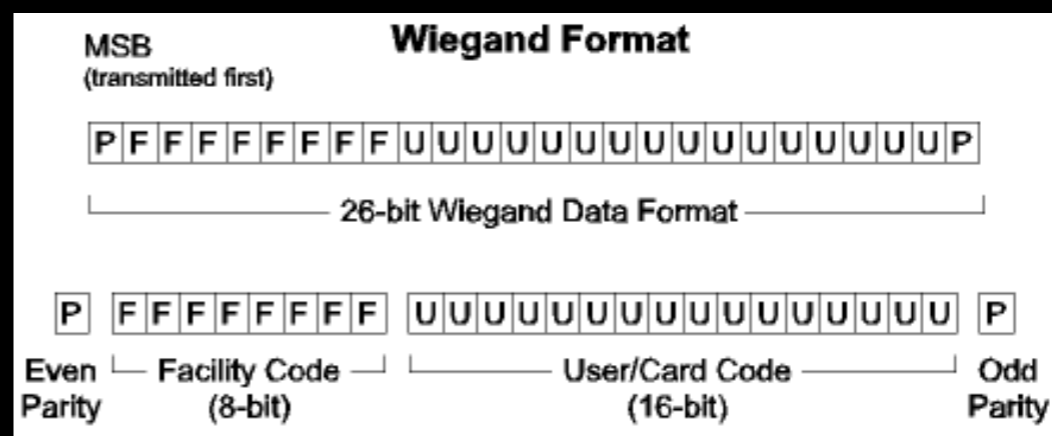 Wiegand Format
MSB
(transmitted first)
P F F F F F F F F U U U U U U U U U U U U U U U U P
26-bit Wiegand Data Format
P F F F F F F F F U U U U U U U U U U U U U U U U P
Even Parity
Facility Code (8-bit)
User/Card Code (16-bit)
Odd Parity